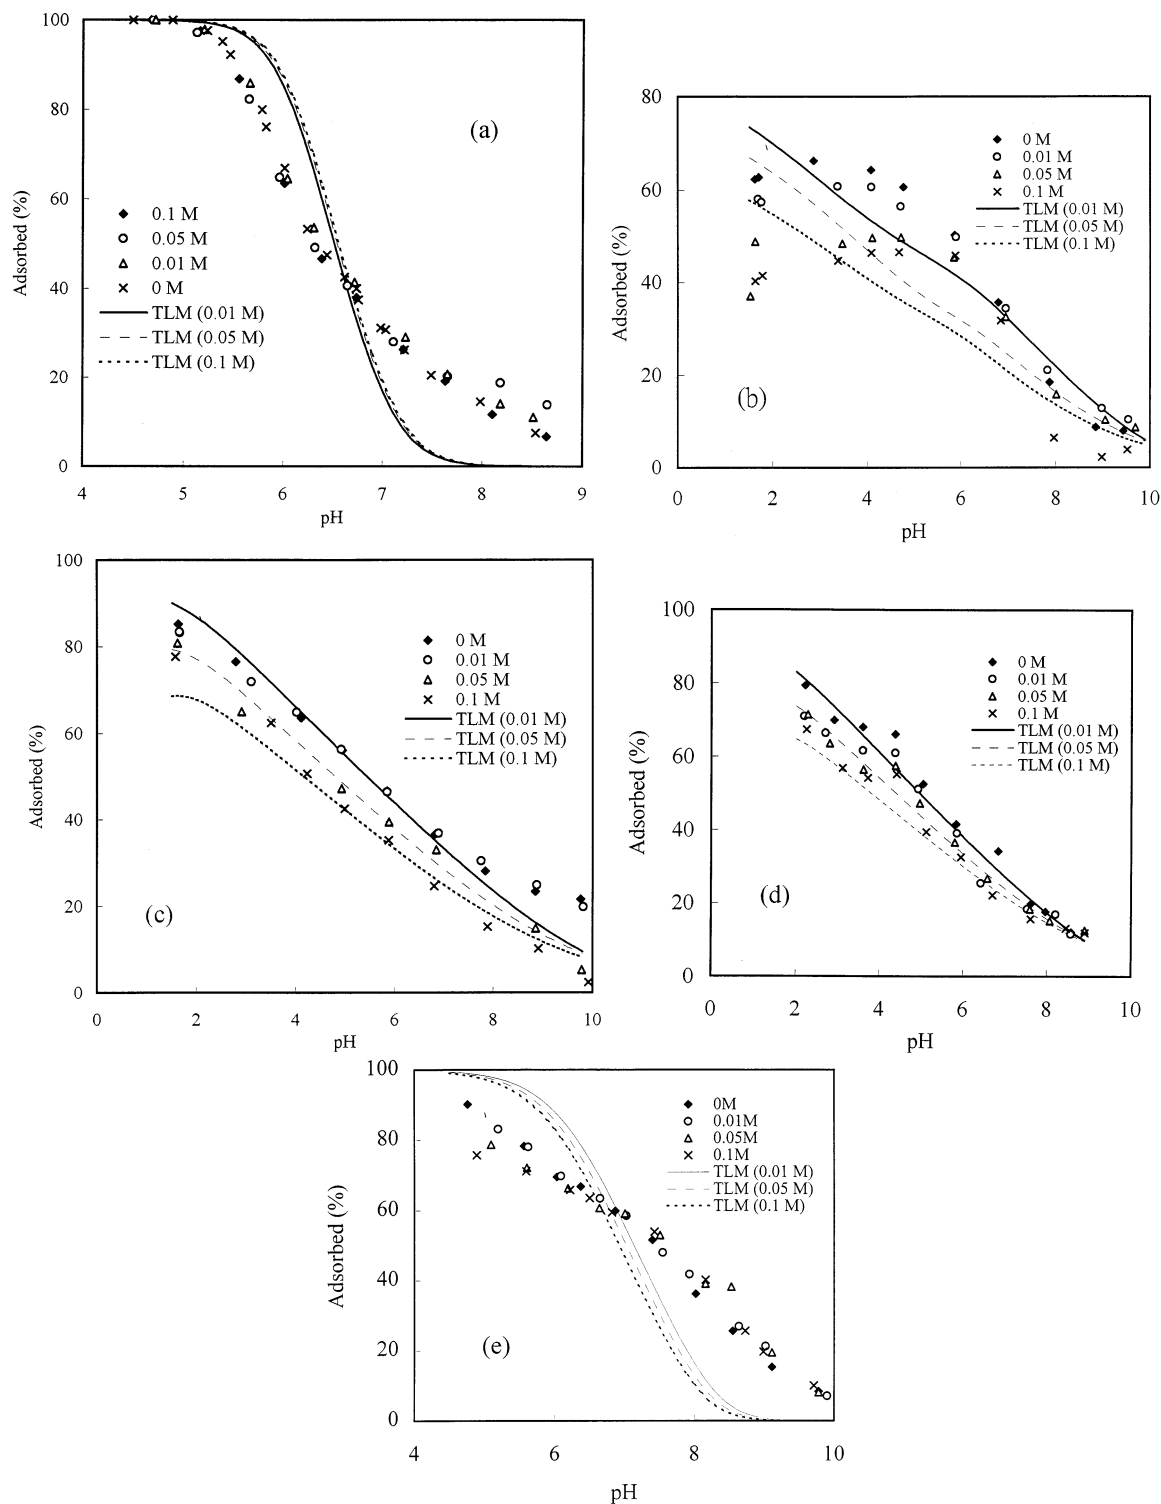 100
80
60
40
20
0
Adsorbed (%)
(a)
0.1 M
0.05 M
0.01 M
0 M
TLM (0.01 M)
TLM (0.05 M)
TLM (0.1 M)
4 5 6 7 8 9
pH
80
60
40
20
0
Adsorbed (%)
0 M
0.01 M
0.05 M
0.1 M
TLM (0.01 M)
TLM (0.05 M)
TLM (0.1 M)
(b)
0 2 4 6 8 10
pH
100
80
60
40
20
0
Adsorbed (%)
0 M
0.01 M
0.05 M
0.1 M
TLM (0.01 M)
TLM (0.05 M)
TLM (0.1 M)
(c)
0 2 4 6 8 10
pH
100
80
60
40
20
0
Adsorbed (%)
0 M
0.01 M
0.05 M
0.1 M
TLM (0.01 M)
TLM (0.05 M)
TLM (0.1 M)
(d)
0 2 4 6 8 10
pH
100
80
60
40
20
0
Adsorbed (%)
0M
0.01M
0.05M
0.1M
TLM (0.01 M)
TLM (0.05 M)
TLM (0.1 M)
(e)
4 6 8 10
pH